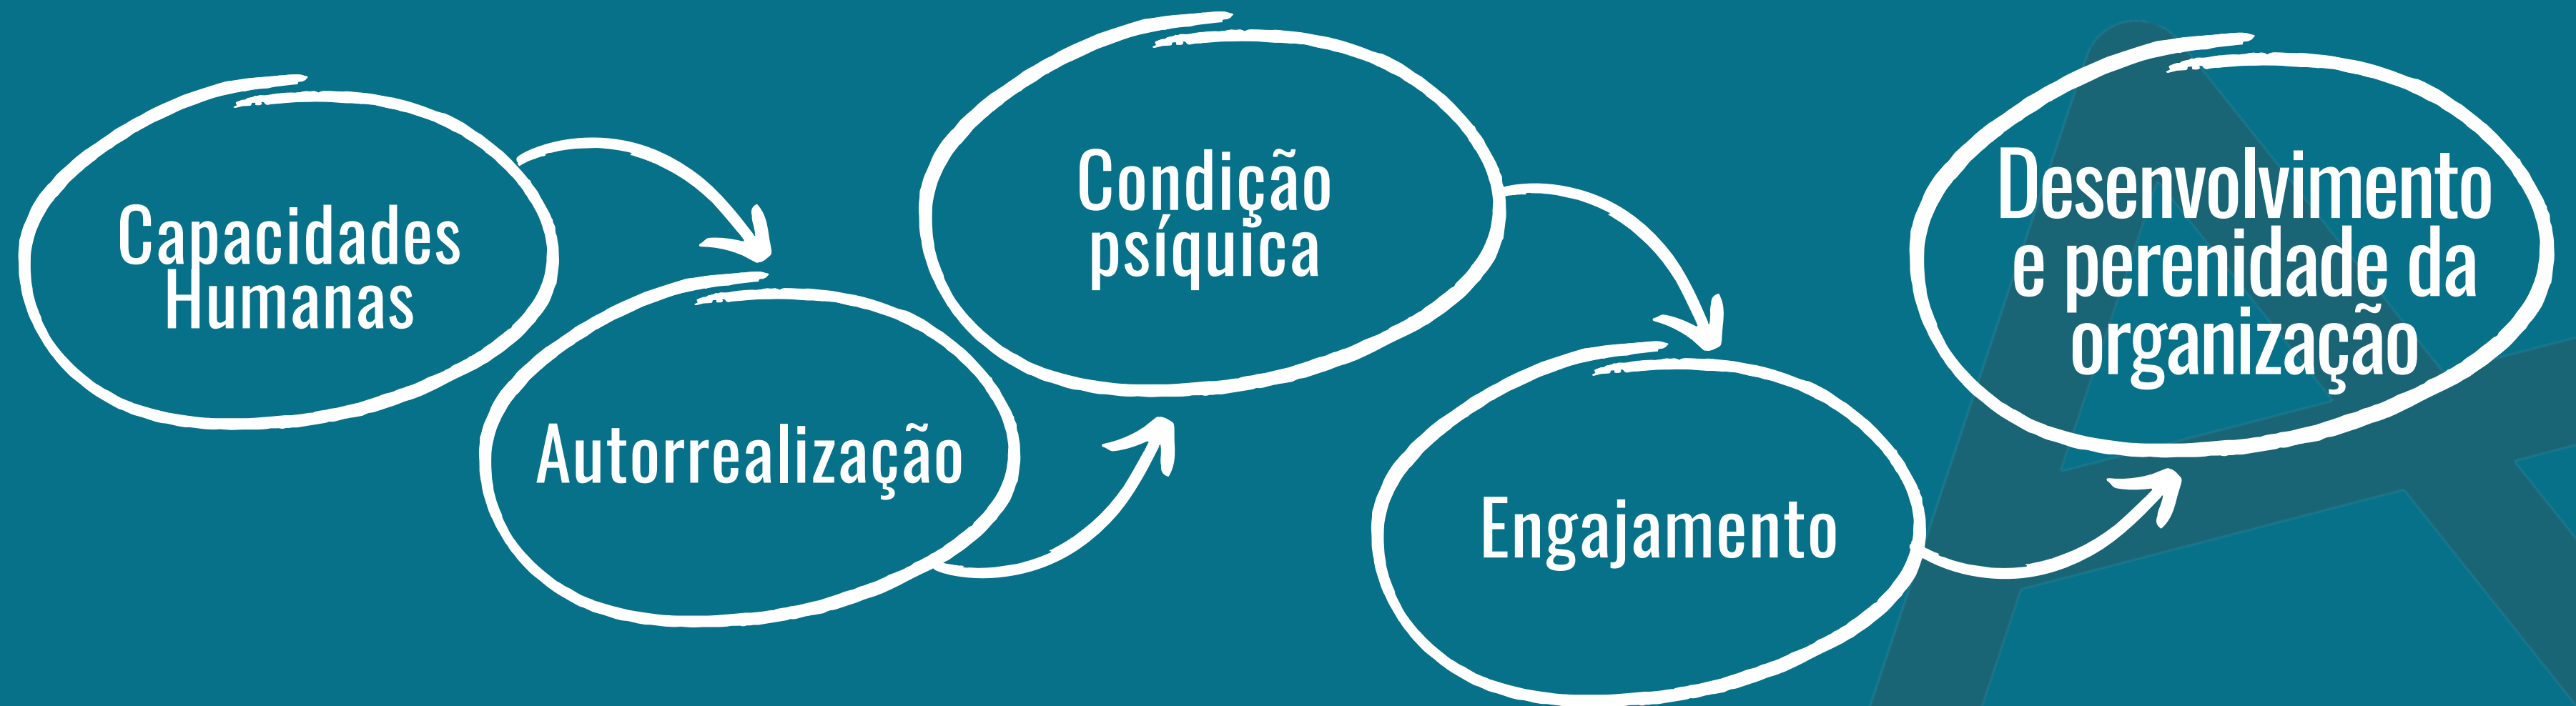 Capacidades
Humanas
Autorrealização
Condição
psíquica
Engajamento
Desenvolvimento
e perenidade da
organização